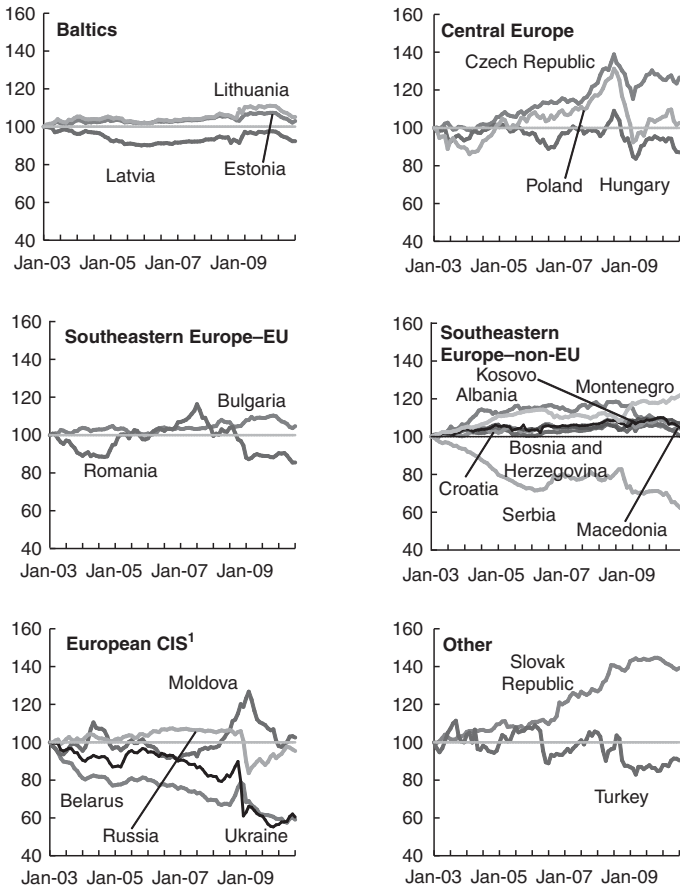 160
Baltics
140
120
Lithuania
100
80
Latvia
Estonia
60
40
Jan-03 Jan-05 Jan-07 Jan-09
160
Central Europe
140
Czech Republic
120
100
80
Poland Hungary
60
40
Jan-03 Jan-05 Jan-07 Jan-09
160
Southeastern Europe–EU
140
120
Bulgaria
100
80
Romania
60
40
Jan-03 Jan-05 Jan-07 Jan-09
160
Southeastern
Europe–non-EU
140
Kosovo
Albania
Montenegro
120
100
Bosnia and
Herzegovina
80
Croatia
Serbia
60
Macedonia
40
Jan-03 Jan-05 Jan-07 Jan-09
160
European CIS1
140
Moldova
120
100
80
Belarus
60
Russia
Ukraine
40
Jan-03 Jan-05 Jan-07 Jan-09
160
Other
140
Slovak
Republic
120
100
80
Turkey
60
40
Jan-03 Jan-05 Jan-07 Jan-09